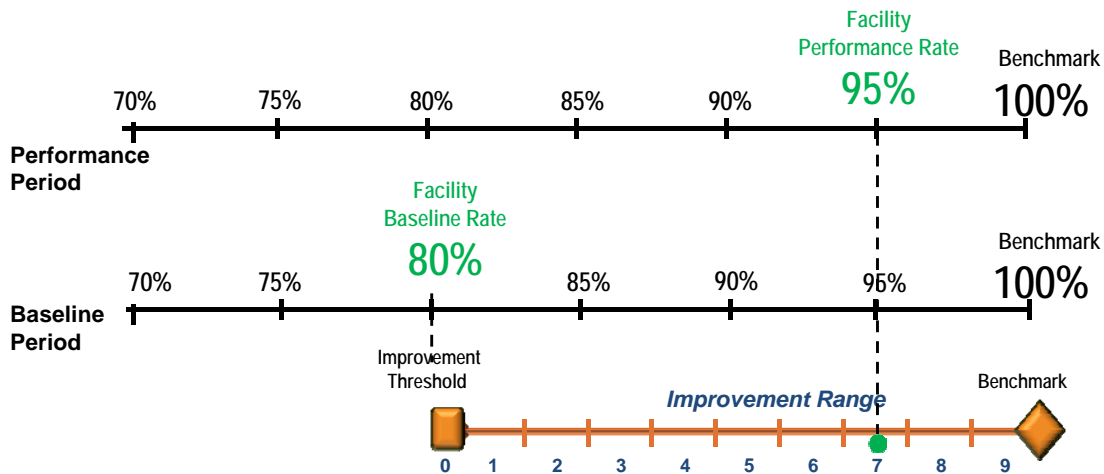 Facility
Performance Rate
95%
Benchmark
100%
70% 75% 80% 85% 90%
Performance
Period
Facility
Baseline Rate
80%
Benchmark
100%
70% 75% 85% 90% 95%
Baseline
Period
Improvement
Threshold
Benchmark
Improvement Range
0 1 2 3 4 5 6 7 8 9